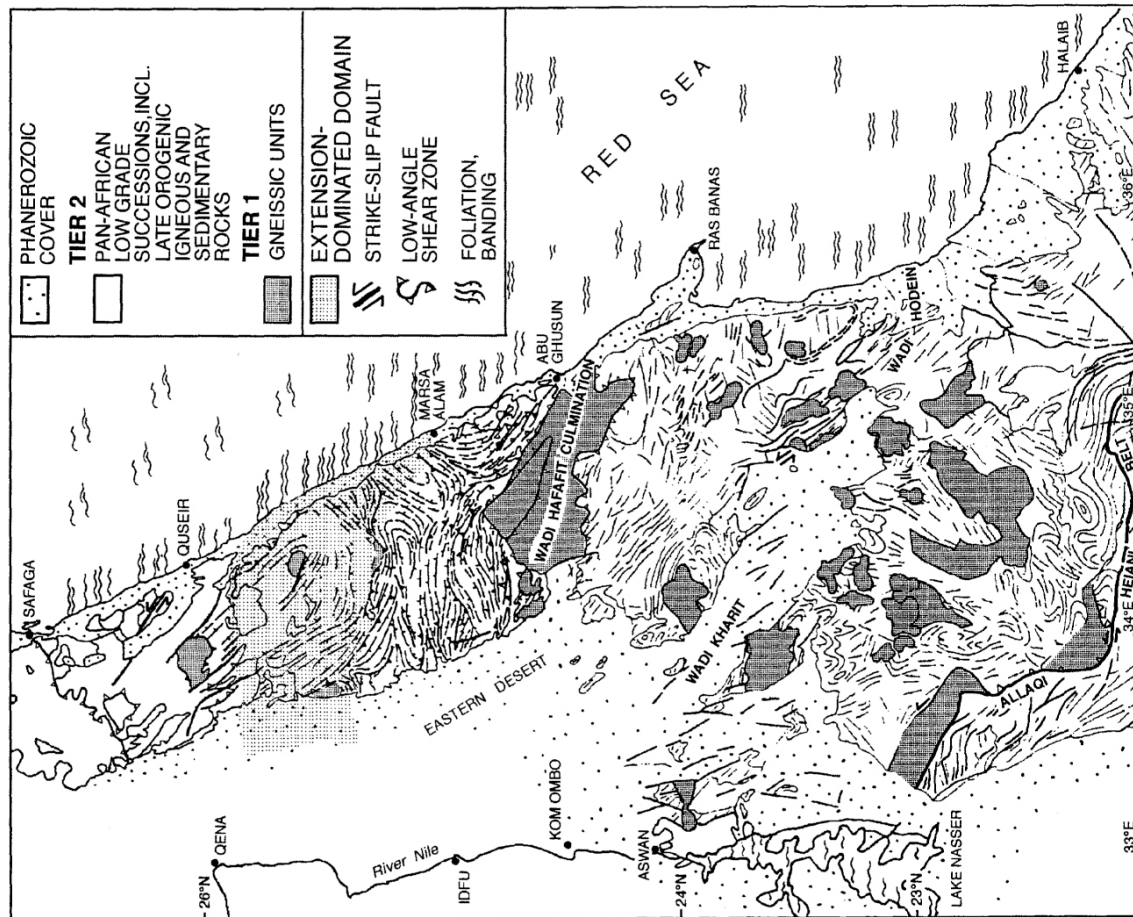 PHANEROZOIC
COVER
TIER 2
PAN-AFRICAN
LOW GRADE
SUCCESSIONS,INCL.
LATE OROGENIC
IGNEOUS AND
SEDIMENTARY
ROCKS
TIER 1
GNEISSIC UNITS
EXTENSION-
DOMINATED DOMAIN
STRIKE-SLIP FAULT
LOW-ANGLE
SHEAR ZONE
FOLIATION,
BANDING
SAFAGA
QUSEIR
MARSA
ALAM
ABU
GHUSUN
RED SEA
RAS BANAS
HALAIB
WADI HAFAFIT CULMINATION
WADI HODEIN
WADI KHARIT
EASTERN DESERT
QENA
River Nile
IDFU
KOM OMBO
ASWAN
LAKE NASSER
ALLAQI
HEIANI
BELT
26°N
24°N
23°N
33°E
34°E
35°E
36°E